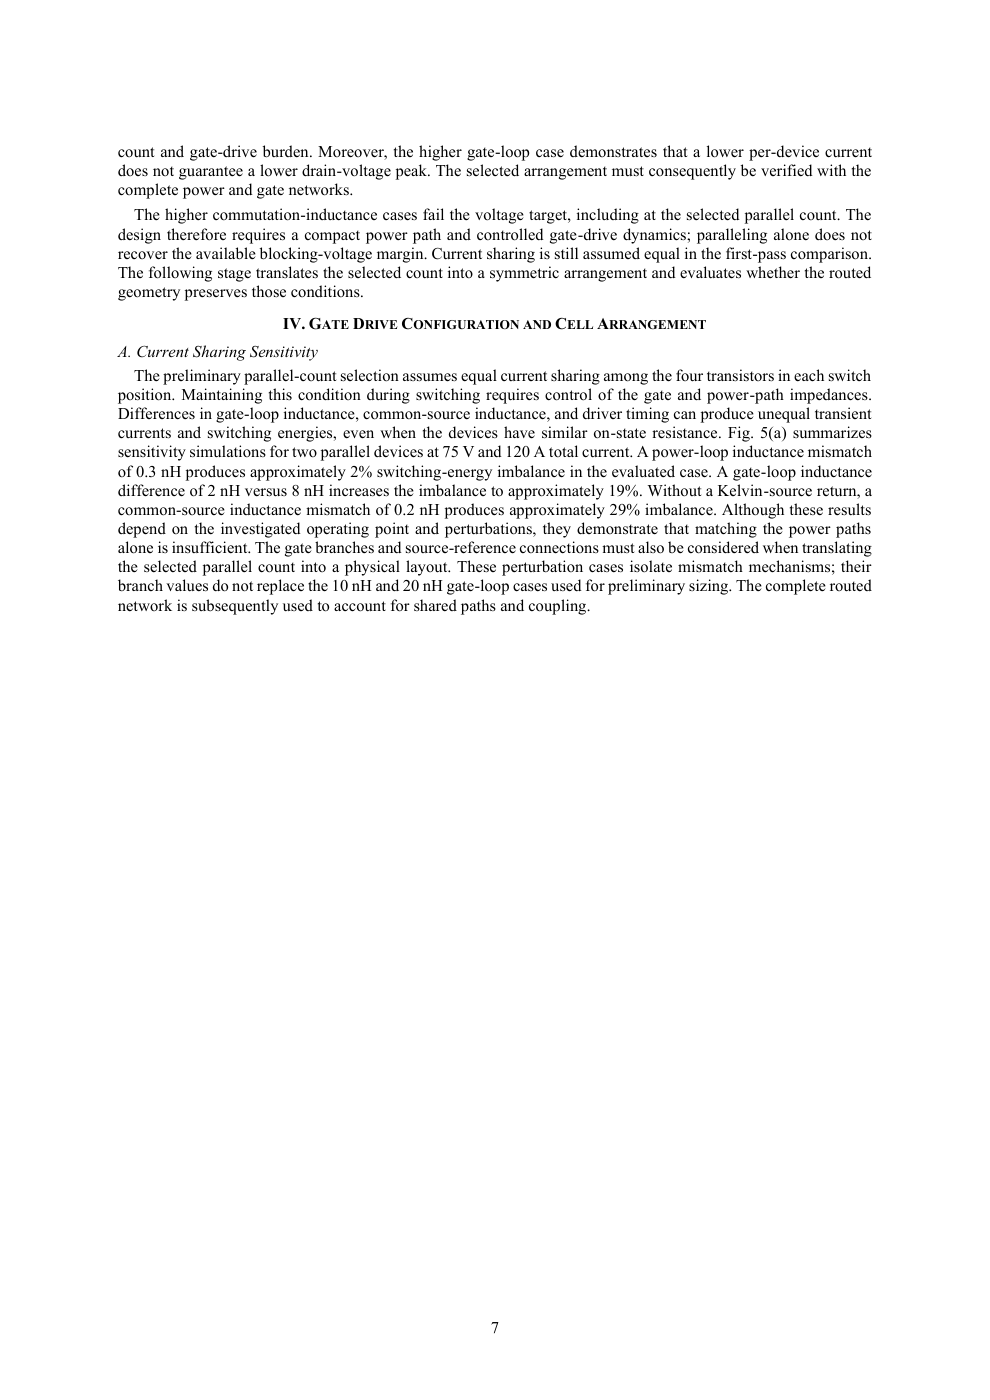 count and gate-drive burden. Moreover, the higher gate-loop case demonstrates that a lower per-device current
does not guarantee a lower drain-voltage peak. The selected arrangement must consequently be verified with the
complete power and gate networks.
The higher commutation-inductance cases fail the voltage target, including at the selected parallel count. The
design therefore requires a compact power path and controlled gate-drive dynamics; paralleling alone does not
recover the available blocking-voltage margin. Current sharing is still assumed equal in the first-pass comparison.
The following stage translates the selected count into a symmetric arrangement and evaluates whether the routed
geometry preserves those conditions.
IV. GATE DRIVE CONFIGURATION AND CELL ARRANGEMENT
A. Current Sharing Sensitivity
The preliminary parallel-count selection assumes equal current sharing among the four transistors in each switch
position. Maintaining this condition during switching requires control of the gate and power-path impedances.
Differences in gate-loop inductance, common-source inductance, and driver timing can produce unequal transient
currents and switching energies, even when the devices have similar on-state resistance. Fig. 5(a) summarizes
sensitivity simulations for two parallel devices at 75 V and 120 A total current. A power-loop inductance mismatch
of 0.3 nH produces approximately 2% switching-energy imbalance in the evaluated case. A gate-loop inductance
difference of 2 nH versus 8 nH increases the imbalance to approximately 19%. Without a Kelvin-source return, a
common-source inductance mismatch of 0.2 nH produces approximately 29% imbalance. Although these results
depend on the investigated operating point and perturbations, they demonstrate that matching the power paths
alone is insufficient. The gate branches and source-reference connections must also be considered when translating
the selected parallel count into a physical layout. These perturbation cases isolate mismatch mechanisms; their
branch values do not replace the 10 nH and 20 nH gate-loop cases used for preliminary sizing. The complete routed
network is subsequently used to account for shared paths and coupling.
7